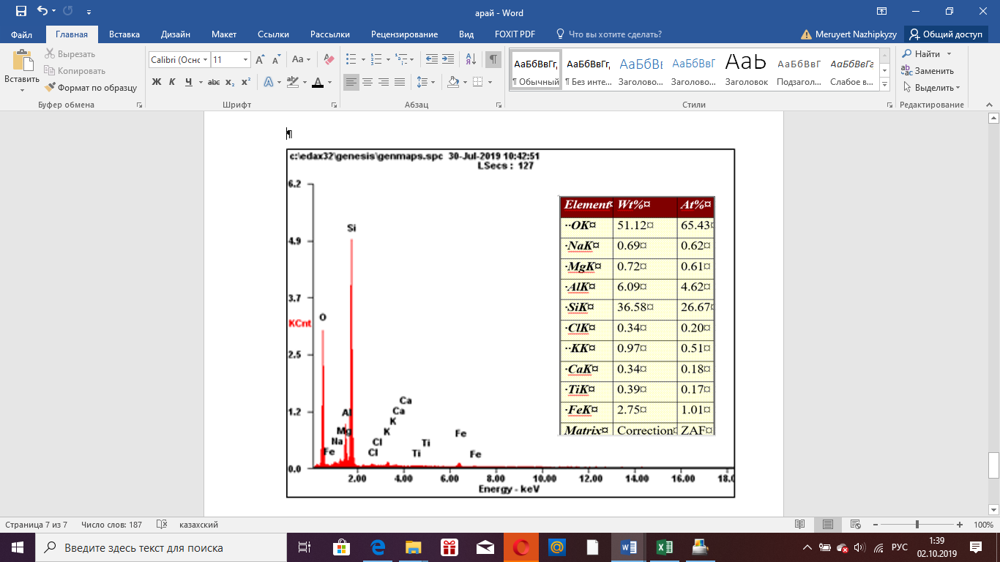 арай - Word
Файл Главная Вставка Дизайн Макет Ссылки Рассылки Рецензирование Вид FOXIT PDF Что вы хотите сделать? Meruyert Nazhipkyzy Общий доступ
Вставить
Вырезать
Копировать
Формат по образцу
Буфер обмена
Calibri (Осно 11
Aa
Ж К Ч abc x₂ x²
Шрифт
Абзац
АаБбВвГг, АаБбВвГг, АаБбВв АаБбВвГ АаБ АаБбВвГ АаБбВвГг
¶ Обычный ¶ Без инте... Заголово... Заголово... Заголовок Подзагол... Слабое в...
Стили
Найти
Заменить
Выделить
Редактирование
¶
c:\edax32\genesis\genmaps.spc 30-Jul-2019 10:42:51
LSecs : 127
6.2
4.9
3.7
KCnt
2.5
1.2
0.0
Si
O
Al
Mg
Na
Fe
Cl
Cl
K
K
Ca
Ca
Ti
Ti
Fe
Fe
2.00 4.00 6.00 8.00 10.00 12.00 14.00 16.00 18.0
Energy - keV
Element¤ Wt%¤ At%¤
··OK¤ 51.12¤ 65.43¤
·NaK¤ 0.69¤ 0.62¤
·MgK¤ 0.72¤ 0.61¤
·AlK¤ 6.09¤ 4.62¤
·SiK¤ 36.58¤ 26.67¤
·ClK¤ 0.34¤ 0.20¤
··KK¤ 0.97¤ 0.51¤
·CaK¤ 0.34¤ 0.18¤
·TiK¤ 0.39¤ 0.17¤
·FeK¤ 2.75¤ 1.01¤
Matrix¤ Correction¤ ZAF¤
Страница 7 из 7 Число слов: 187 казахский 100%
Введите здесь текст для поиска
РУС
1:39
02.10.2019